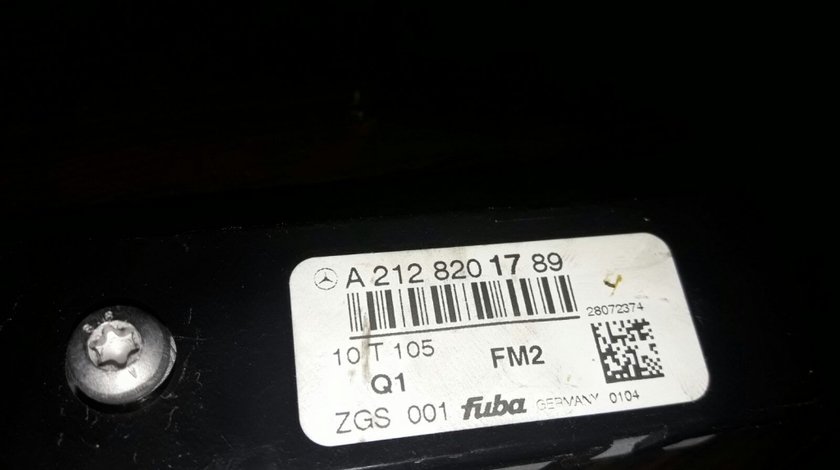 A 212 820 17 89
28072374
10 T 105 FM2
Q1
ZGS 001 fuba GERMANY 0104